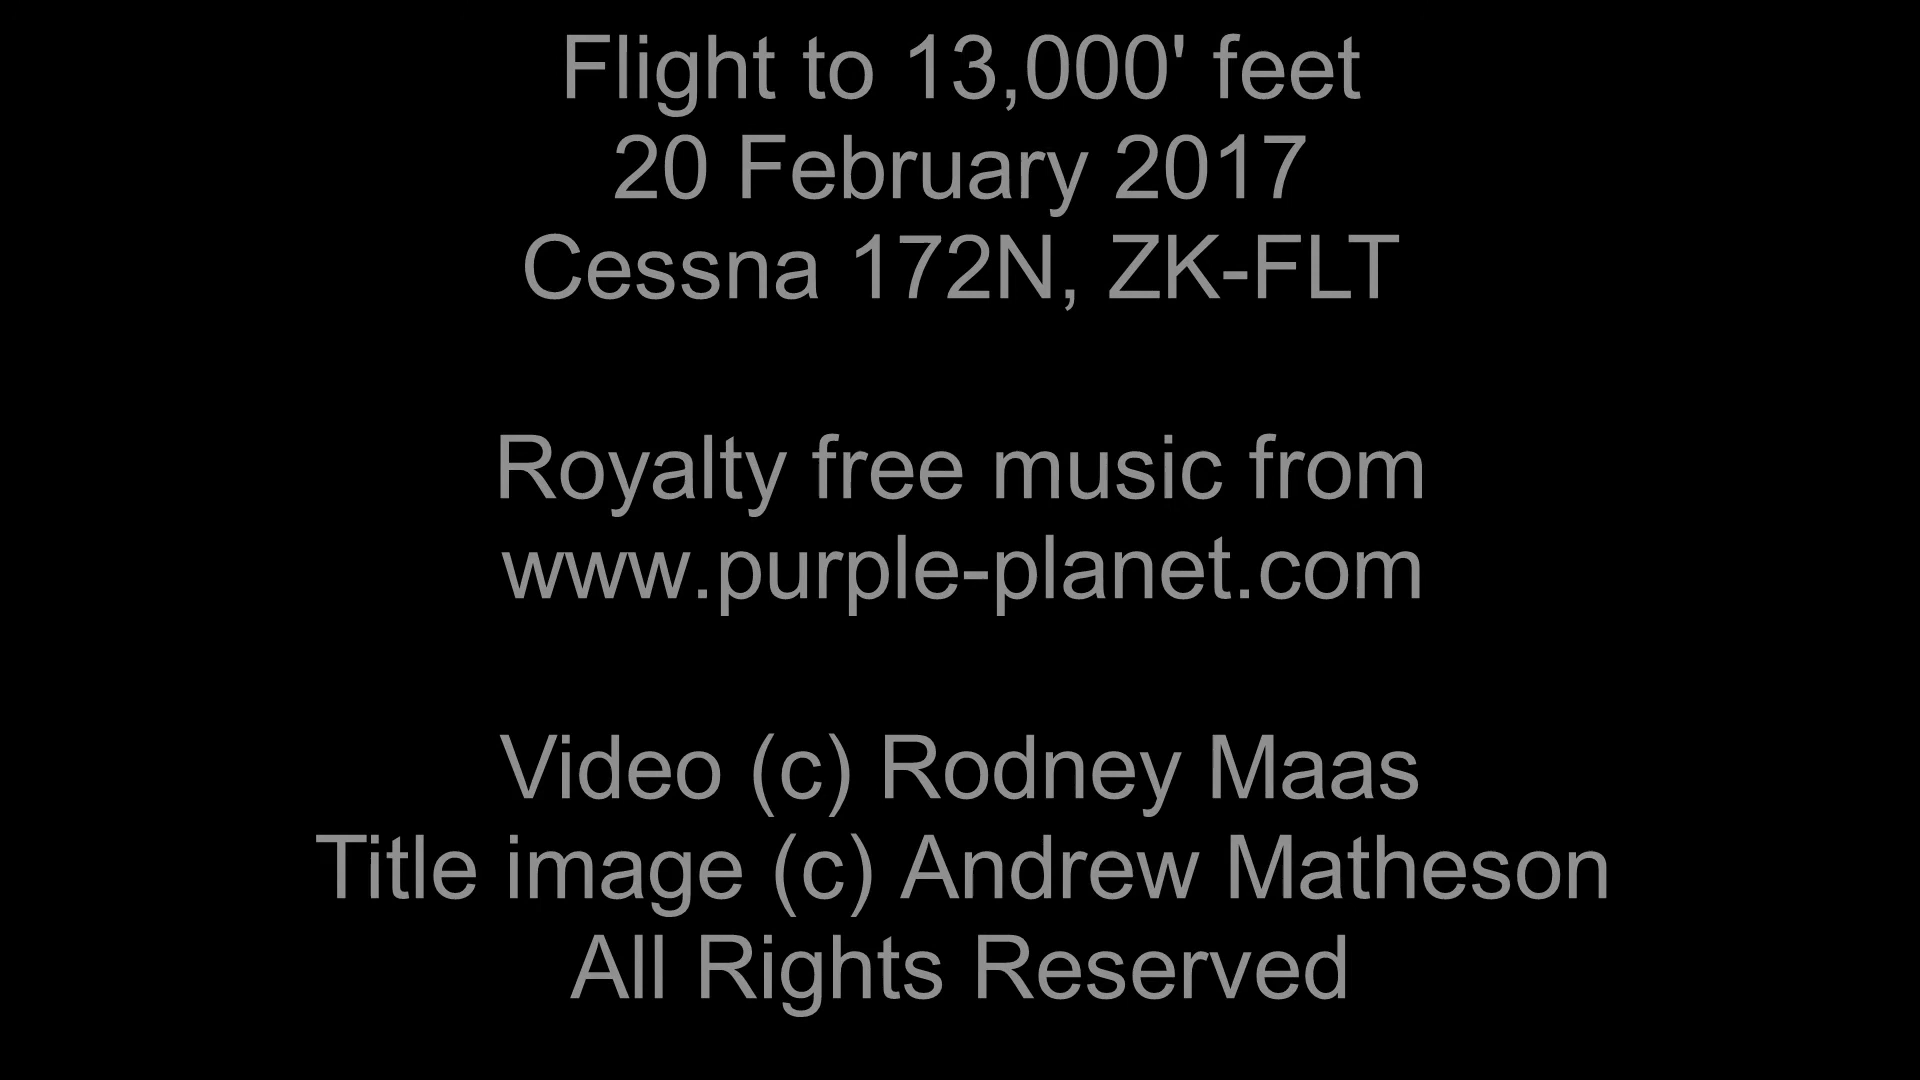 Flight to 13,000' feet
20 February 2017
Cessna 172N, ZK-FLT
Royalty free music from
www.purple-planet.com
Video (c) Rodney Maas
Title image (c) Andrew Matheson
All Rights Reserved